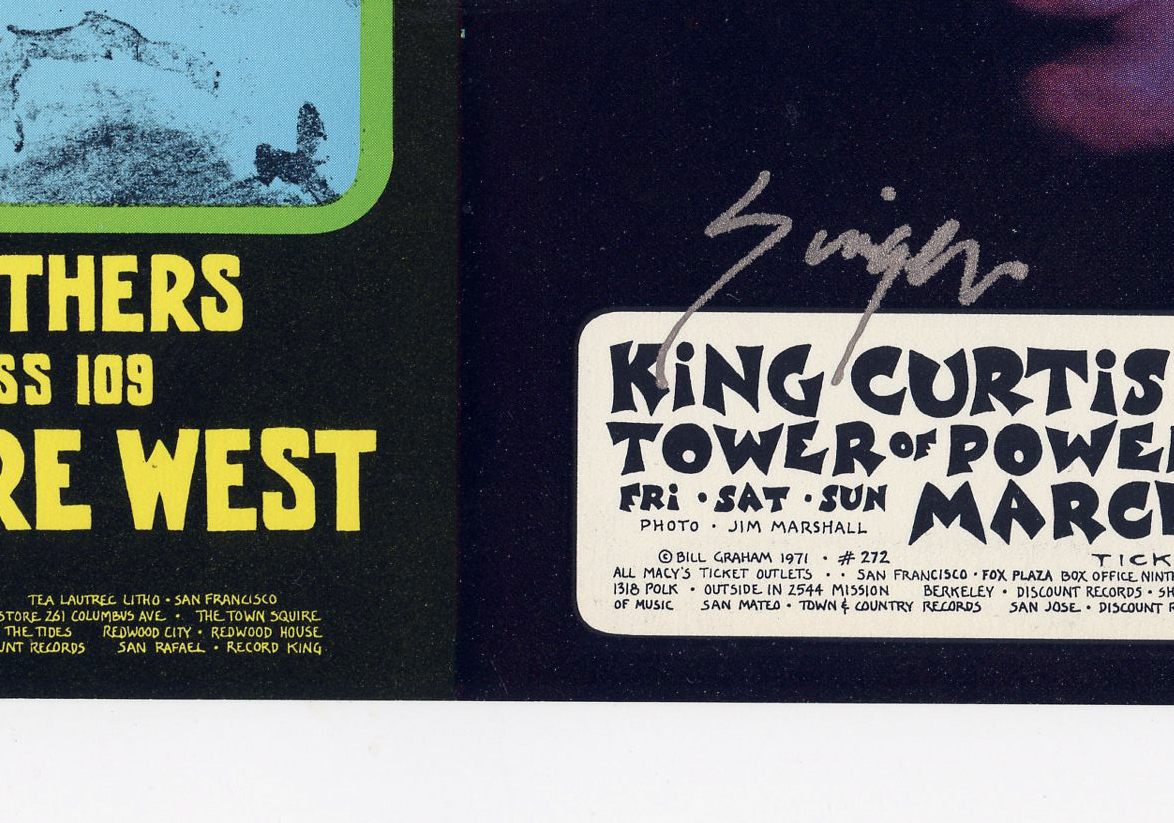 THERS
SS 109
RE WEST
TEA LAUTREC LITHO • SAN FRANCISCO
STORE 261 COLUMBUS AVE • THE TOWN SQUIRE
THE TIDES REDWOOD CITY • REDWOOD HOUSE
UNT RECORDS SAN RAFAEL • RECORD KING
Singer
KiNG CURTiS
TOWER OF POWER
FRi • SAT • SUN
MARC
PHOTO • JIM MARSHALL
© BILL GRAHAM 1971 • # 272
TICK
ALL MACY'S TICKET OUTLETS • • SAN FRANCISCO • FOX PLAZA BOX OFFICE NINT
1318 POLK • OUTSIDE IN 2544 MISSION BERKELEY • DISCOUNT RECORDS • SH
OF MUSIC SAN MATEO • TOWN & COUNTRY RECORDS SAN JOSE • DISCOUNT R